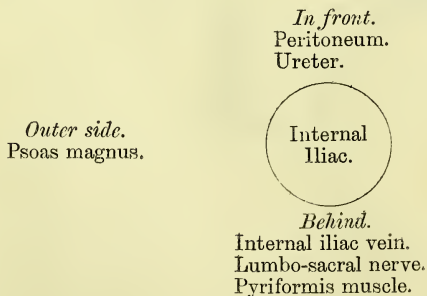 In front.
Peritoneum.
Ureter.
Outer side.
Psoas magnus.
Internal
Iliac.
Behind.
Internal iliac vein.
Lumbo-sacral nerve.
Pyriformis muscle.